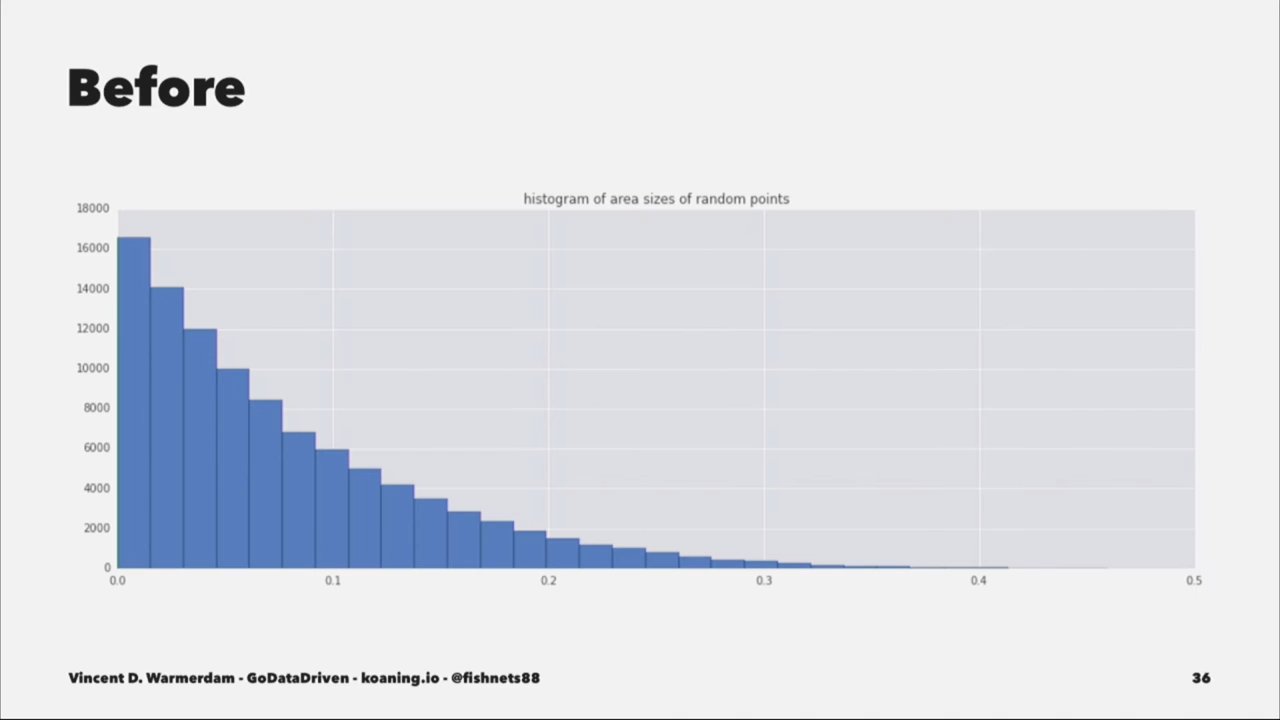 Before
histogram of area sizes of random points
18000
16000
14000
12000
10000
8000
6000
4000
2000
0
0.0 0.1 0.2 0.3 0.4 0.5
Vincent D. Warmerdam - GoDataDriven - koaning.io - @fishnets88 36